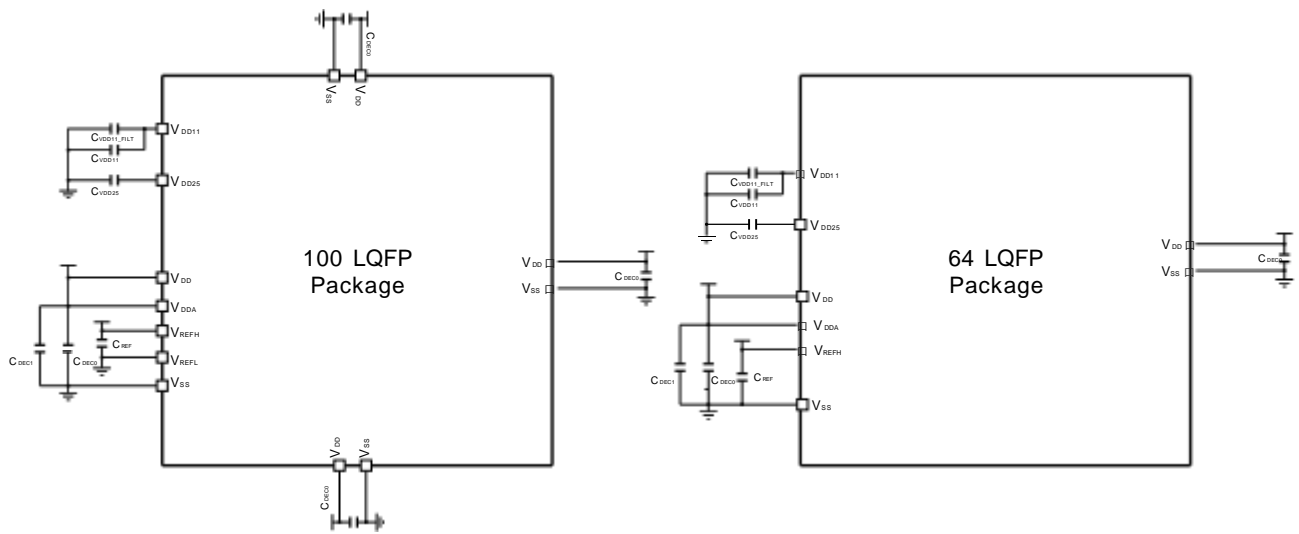 C DEC0
VSS
VDD
VDD11
CVDD11_FILT
CVDD11
VDD25
CVDD25
100 LQFP
Package
VDD
CDEC0
VSS
VDD
VDDA
VREFH
CREF
VREFL
CDEC1
CDEC0
VSS
VDD
VSS
CDEC0
VDD11
CVDD11_FILT
CVDD11
VDD25
CVDD25
64 LQFP
Package
VDD
CDEC0
VSS
VDD
VDDA
VREFH
CDEC1
CDEC0
CREF
VSS